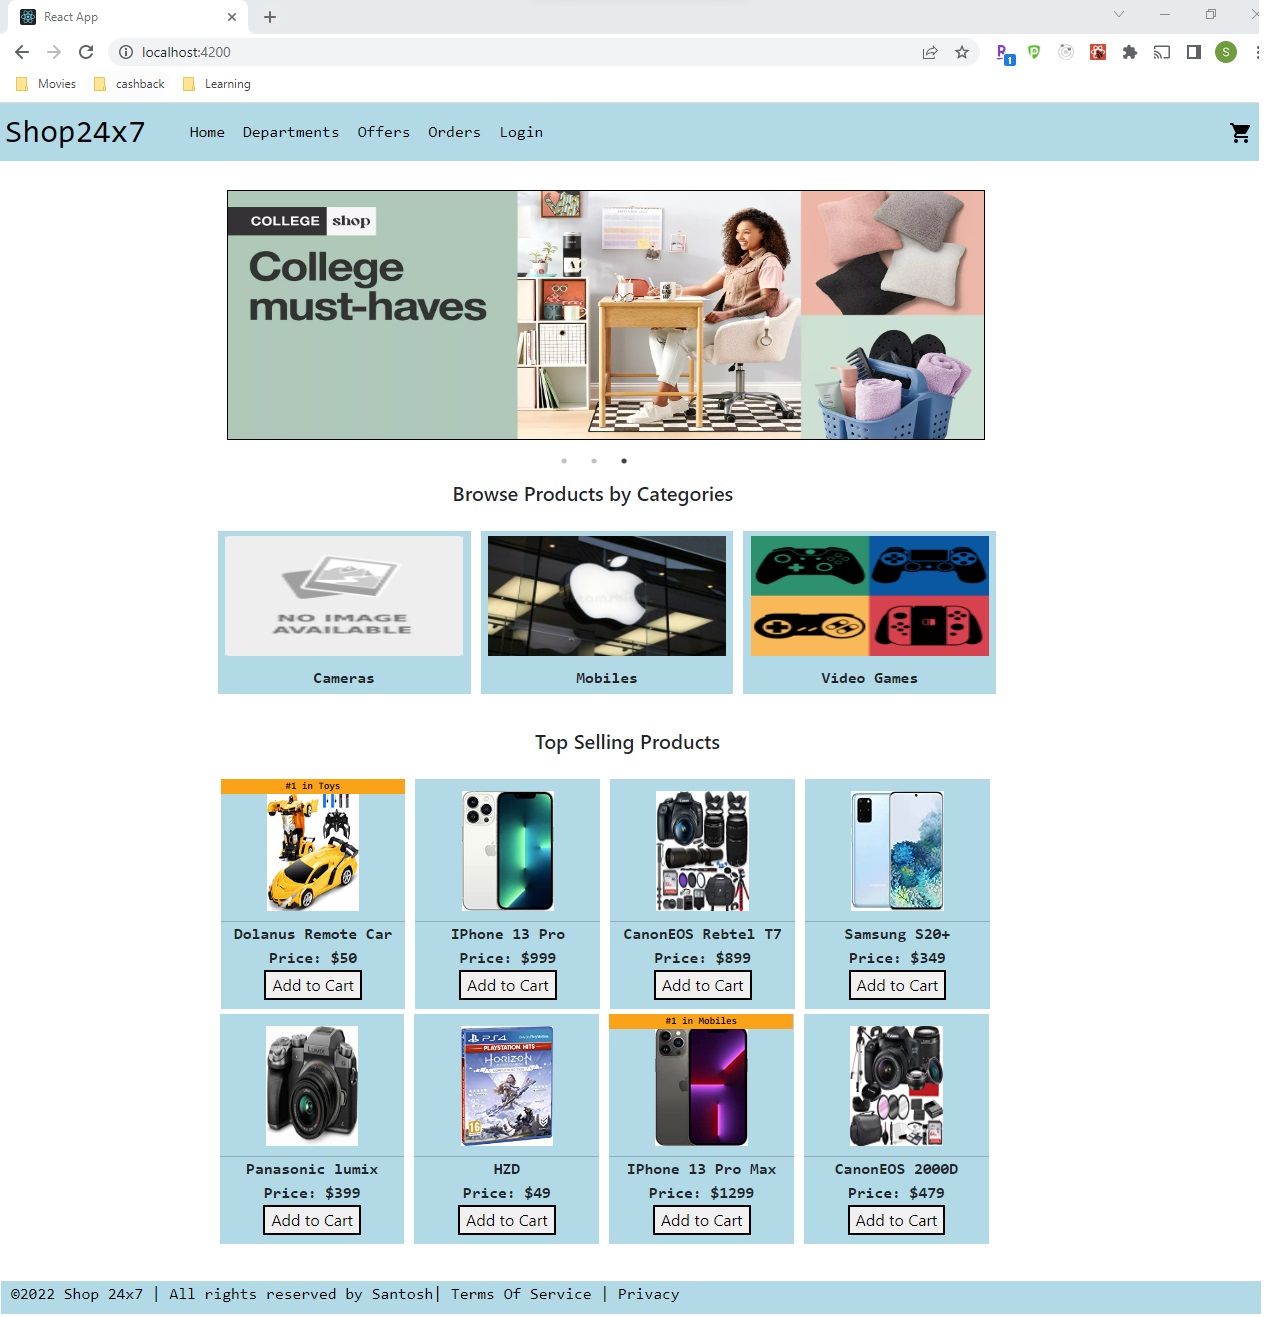 React App
localhost:4200
1
S
Movies cashback Learning
Shop24x7 Home Departments Offers Orders Login
COLLEGE shop
College
must-haves
Browse Products by Categories
NO IMAGE
AVAILABLE
Cameras Mobiles Video Games
Top Selling Products
#1 in Toys
Dolanus Remote Car IPhone 13 Pro CanonEOS Rebtel T7 Samsung S20+
Price: $50 Price: $999 Price: $899 Price: $349
Add to Cart Add to Cart Add to Cart Add to Cart
#1 in Mobiles
LUMIX
PS4
PLAYSTATION HITS
HORIZON
16
Panasonic lumix HZD IPhone 13 Pro Max CanonEOS 2000D
Price: $399 Price: $49 Price: $1299 Price: $479
Add to Cart Add to Cart Add to Cart Add to Cart
©2022 Shop 24x7 | All rights reserved by Santosh| Terms Of Service | Privacy